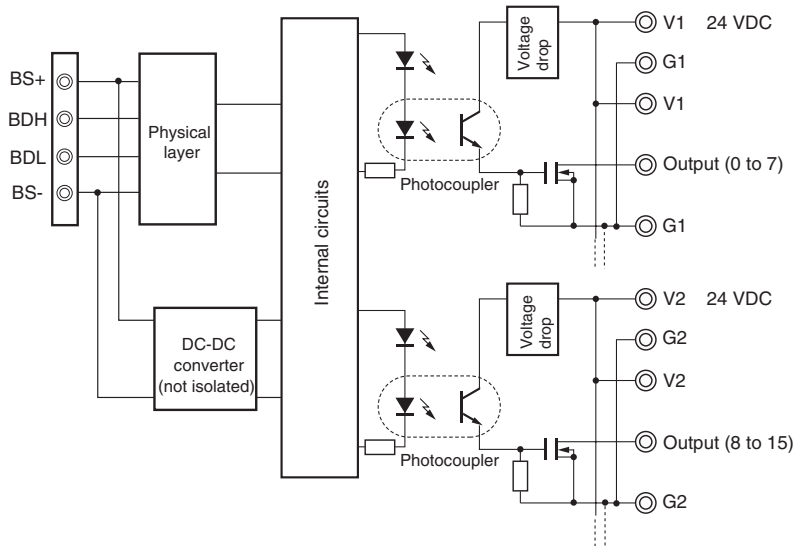 BS+
BDH
BDL
BS-
Physical
layer
DC-DC
converter
(not isolated)
Internal circuits
Voltage
drop
Photocoupler
V1 24 VDC
G1
V1
Output (0 to 7)
G1
Voltage
drop
Photocoupler
V2 24 VDC
G2
V2
Output (8 to 15)
G2